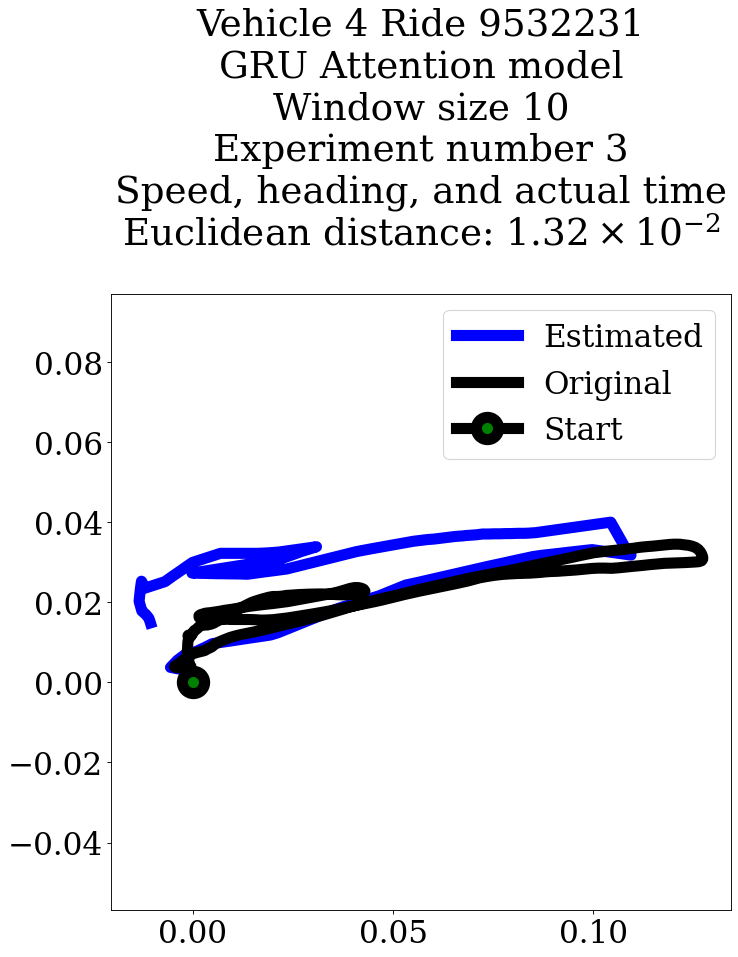 Vehicle 4 Ride 9532231
GRU Attention model
Window size 10
Experiment number 3
Speed, heading, and actual time
Euclidean distance: 1.32 × 10⁻²
Estimated
Original
Start
0.08
0.06
0.04
0.02
0.00
−0.02
−0.04
0.00 0.05 0.10